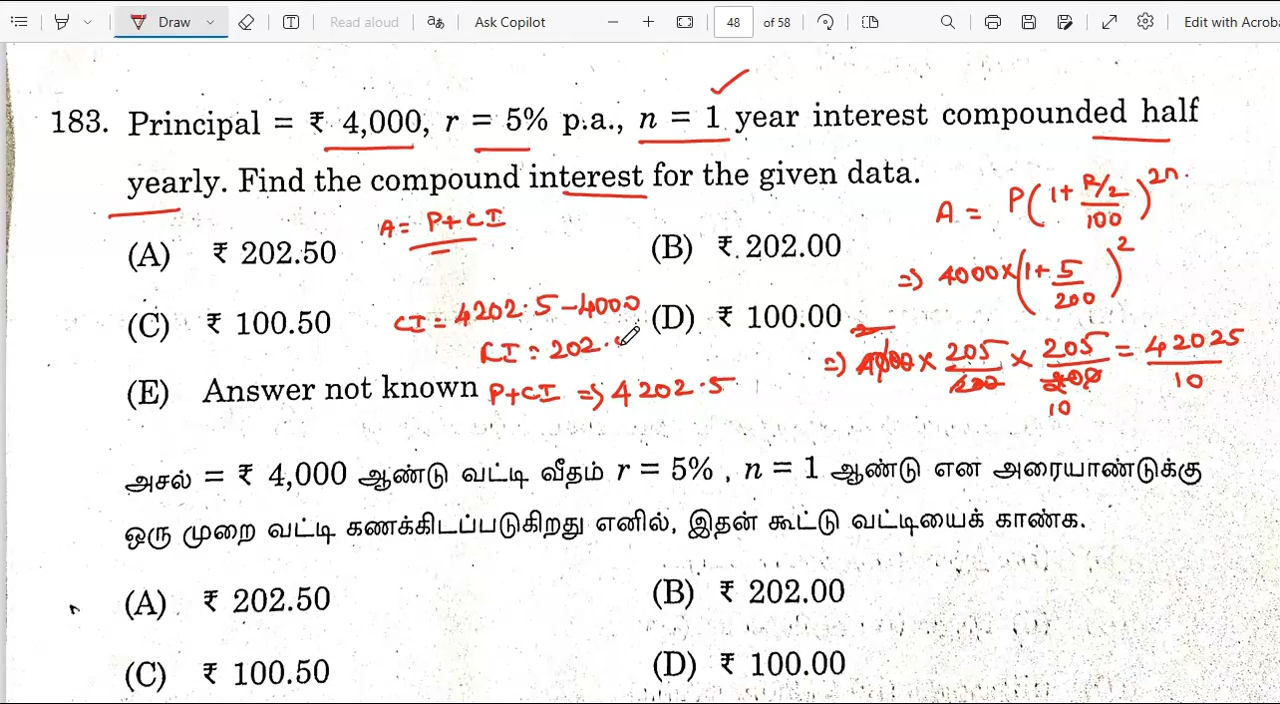 Draw Read aloud aあ Ask Copilot 48 of 58 Edit with Acroba
183. Principal = ₹ 4,000, r = 5% p.a., n = 1 year interest compounded half
yearly. Find the compound interest for the given data.
A = P+CI
A = P(1+ R/2 / 100)^2n.
(A) ₹ 202.50 (B) ₹ 202.00
=> 4000×(1+ 5/200)^2
CI = 4202.5 – 4000
(C) ₹ 100.50 (D) ₹ 100.00
CI = 202.
=> 4000 × 205/200 × 205/200 = 42025/10
2
10
(E) Answer not known P+CI => 4202.5
அசல் = ₹ 4,000 ஆண்டு வட்டி வீதம் r = 5% , n = 1 ஆண்டு என அரையாண்டுக்கு
ஒரு முறை வட்டி கணக்கிடப்படுகிறது எனில், இதன் கூட்டு வட்டியைக் காண்க.
(A) ₹ 202.50 (B) ₹ 202.00
(C) ₹ 100.50 (D) ₹ 100.00